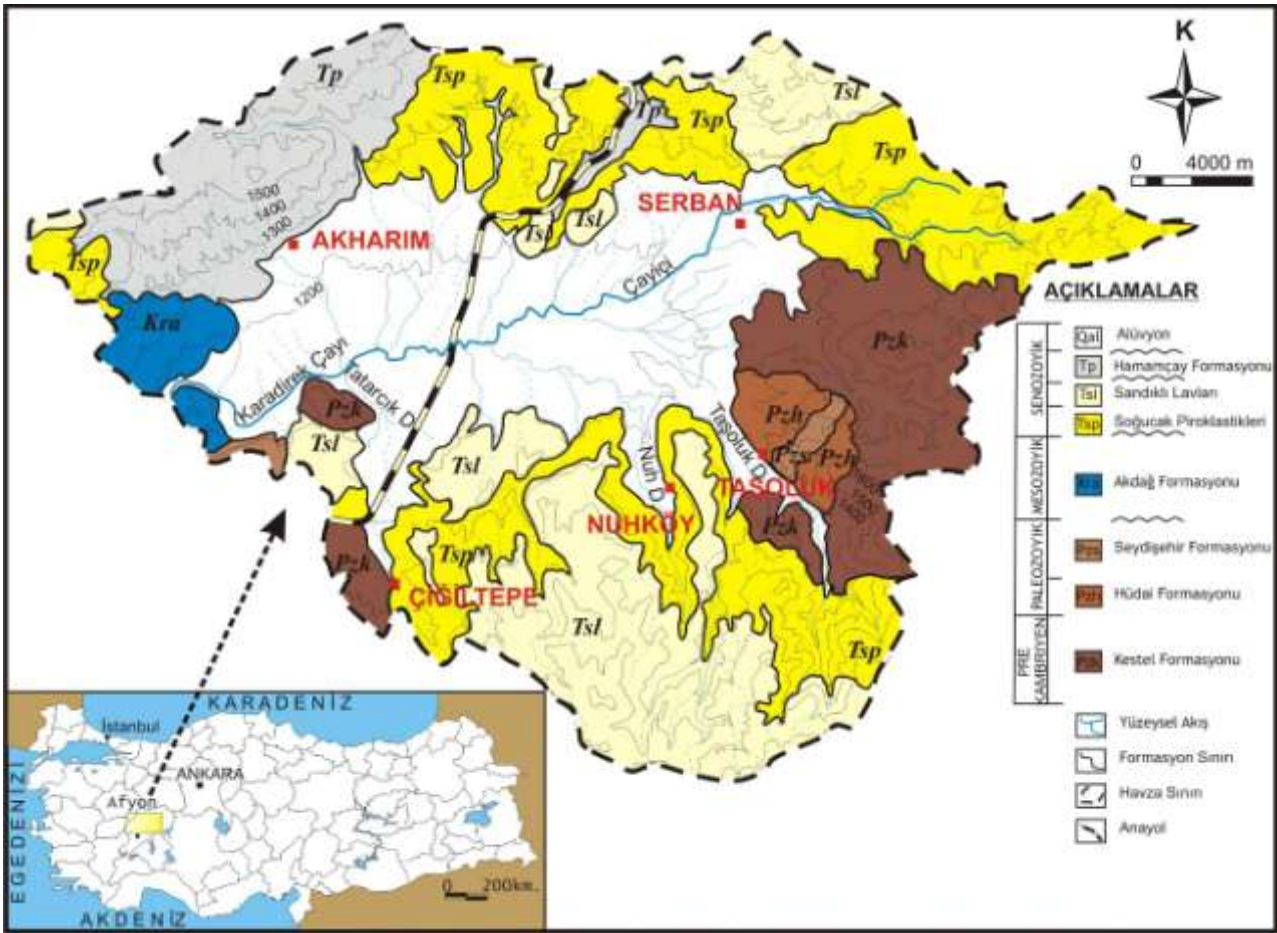 K
0 4000 m
Tp
Tsp
Tp
Tsp
Tsl
Tsp
1500
1400
1300
AKHARIM
Tsl
Tsl
SERBAN
Tsp
1200
Çayiçi
Kra
Karadirek Çayı
Tatarcık D.
Pzk
Tsl
Pzk
Pzh
Pzs
Pzh
Taşoluk D.
TAŞOLUK
Tsl
Nuh D.
NUHKÖY
Pzk
Pzk
Tsp
ÇİĞİLTEPE
Tsl
Tsp
AÇIKLAMALAR
SENOZOYİK
MESOZOYİK
PALEOZOYİK
PRE KAMBRİYEN
Qal Alüvyon
Tp Hamamçay Formasyonu
Tsl Sandıklı Lavları
Tsp Soğucak Piroklastikleri
Kra Akdağ Formasyonu
Pzs Seydişehir Formasyonu
Pzh Hüdai Formasyonu
Pzk Kestel Formasyonu
Yüzeysel Akış
Formasyon Sınırı
Havza Sınırı
Anayol
KARADENİZ
İstanbul
ANKARA
Afyon
EGEDENİZİ
AKDENİZ
0 200km.